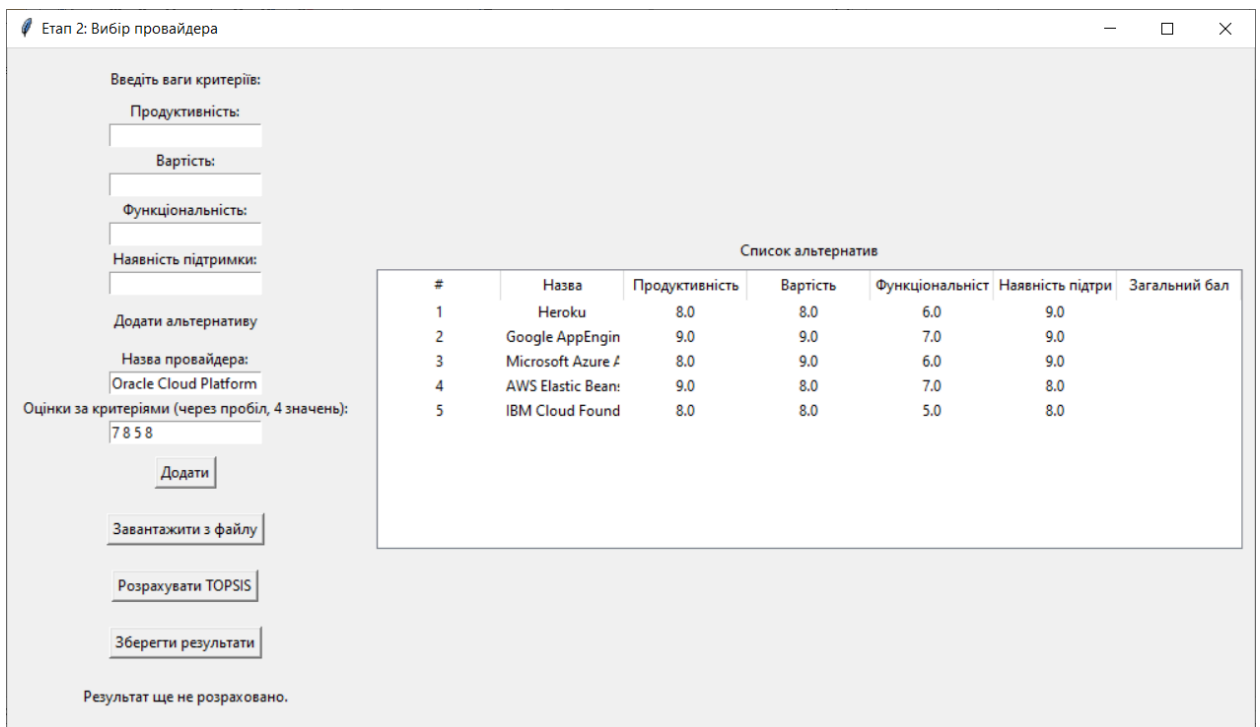 Етап 2: Вибір провайдера
Введіть ваги критеріїв:
Продуктивність:
Вартість:
Функціональність:
Наявність підтримки:
Додати альтернативу
Назва провайдера:
Oracle Cloud Platform
Оцінки за критеріями (через пробіл, 4 значень):
7 8 5 8
Додати
Завантажити з файлу
Розрахувати TOPSIS
Зберегти результати
Результат ще не розраховано.
Список альтернатив
# Назва Продуктивність Вартість Функціональніст Наявність підтри Загальний бал
1 Heroku 8.0 8.0 6.0 9.0
2 Google AppEngin 9.0 9.0 7.0 9.0
3 Microsoft Azure A 8.0 9.0 6.0 9.0
4 AWS Elastic Beans 9.0 8.0 7.0 8.0
5 IBM Cloud Found 8.0 8.0 5.0 8.0